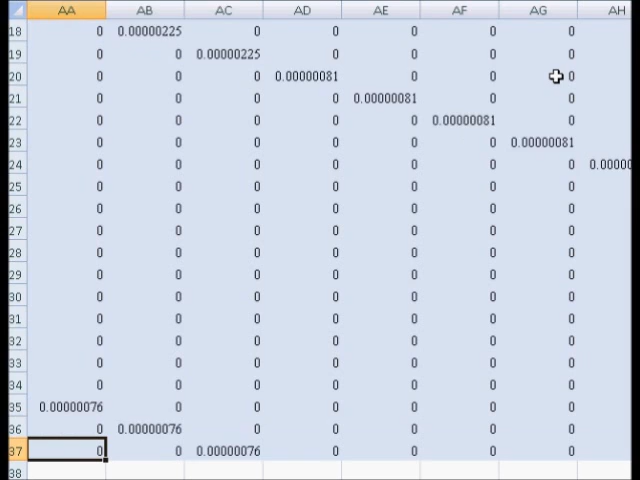 AA AB AC AD AE AF AG AH
18 0 0.00000225 0 0 0 0 0
19 0 0 0.00000225 0 0 0 0
20 0 0 0 0.00000081 0 0 0
21 0 0 0 0 0.00000081 0 0
22 0 0 0 0 0 0.00000081 0
23 0 0 0 0 0 0 0.00000081
24 0 0 0 0 0 0 0 0.0000
25 0 0 0 0 0 0 0
26 0 0 0 0 0 0 0
27 0 0 0 0 0 0 0
28 0 0 0 0 0 0 0
29 0 0 0 0 0 0 0
30 0 0 0 0 0 0 0
31 0 0 0 0 0 0 0
32 0 0 0 0 0 0 0
33 0 0 0 0 0 0 0
34 0 0 0 0 0 0 0
35 0.00000076 0 0 0 0 0 0
36 0 0.00000076 0 0 0 0 0
37 0 0 0.00000076 0 0 0 0
38